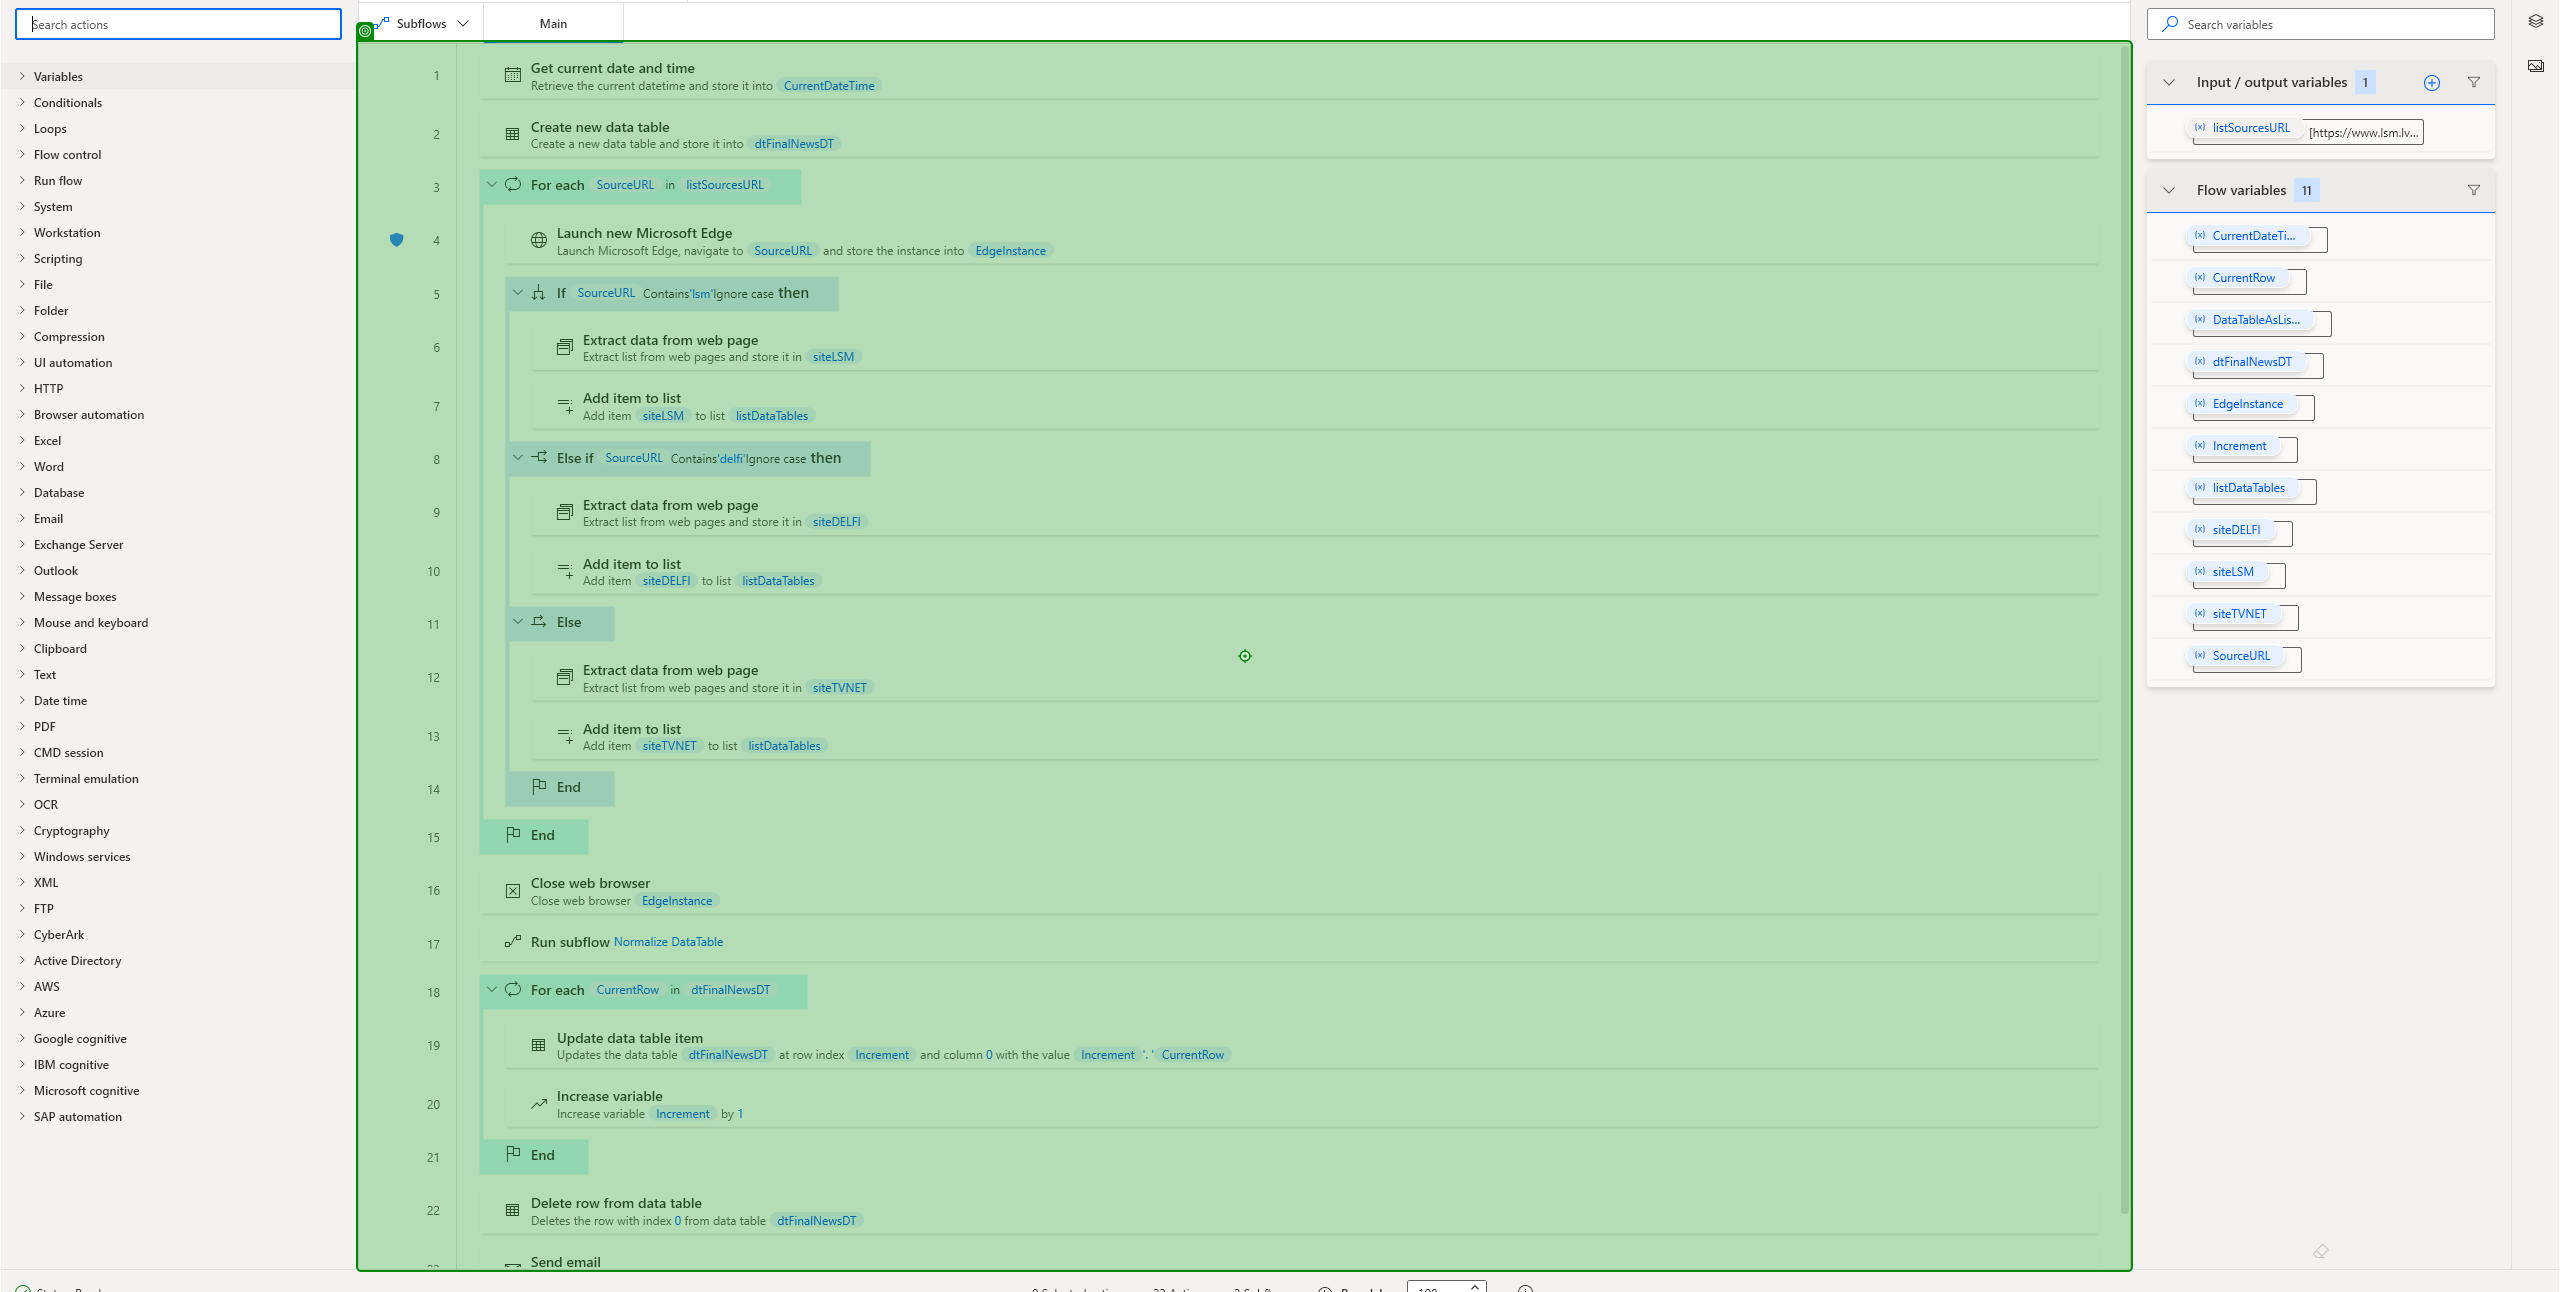 Search actions
Variables
Conditionals
Loops
Flow control
Run flow
System
Workstation
Scripting
File
Folder
Compression
UI automation
HTTP
Browser automation
Excel
Word
Database
Email
Exchange Server
Outlook
Message boxes
Mouse and keyboard
Clipboard
Text
Date time
PDF
CMD session
Terminal emulation
OCR
Cryptography
Windows services
XML
FTP
CyberArk
Active Directory
AWS
Azure
Google cognitive
IBM cognitive
Microsoft cognitive
SAP automation
Subflows
Main
1
Get current date and time
Retrieve the current datetime and store it into CurrentDateTime
2
Create new data table
Create a new data table and store it into dtFinalNewsDT
3
For each SourceURL in listSourcesURL
4
Launch new Microsoft Edge
Launch Microsoft Edge, navigate to SourceURL and store the instance into EdgeInstance
5
If SourceURL Contains'lsm'Ignore case then
6
Extract data from web page
Extract list from web pages and store it in siteLSM
7
Add item to list
Add item siteLSM to list listDataTables
8
Else if SourceURL Contains'delfi'Ignore case then
9
Extract data from web page
Extract list from web pages and store it in siteDELFI
10
Add item to list
Add item siteDELFI to list listDataTables
11
Else
12
Extract data from web page
Extract list from web pages and store it in siteTVNET
13
Add item to list
Add item siteTVNET to list listDataTables
14
End
15
End
16
Close web browser
Close web browser EdgeInstance
17
Run subflow Normalize DataTable
18
For each CurrentRow in dtFinalNewsDT
19
Update data table item
Updates the data table dtFinalNewsDT at row index Increment and column 0 with the value Increment '. ' CurrentRow
20
Increase variable
Increase variable Increment by 1
21
End
22
Delete row from data table
Deletes the row with index 0 from data table dtFinalNewsDT
Send email
Search variables
Input / output variables 1
(x) listSourcesURL [https://www.lsm.lv...
Flow variables 11
(x) CurrentDateTi...
(x) CurrentRow
(x) DataTableAsLis...
(x) dtFinalNewsDT
(x) EdgeInstance
(x) Increment
(x) listDataTables
(x) siteDELFI
(x) siteLSM
(x) siteTVNET
(x) SourceURL